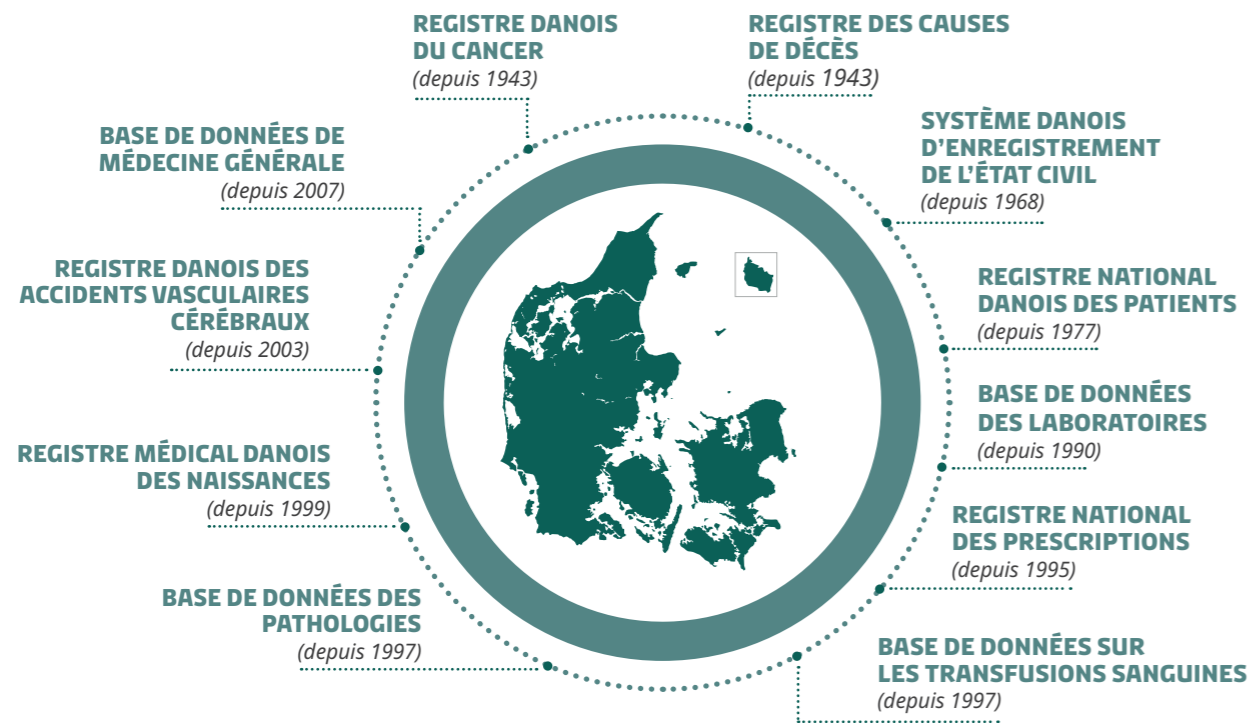 REGISTRE DANOIS
DU CANCER
(depuis 1943)
REGISTRE DES CAUSES
DE DÉCÈS
(depuis 1943)
SYSTÈME DANOIS
D'ENREGISTREMENT
DE L'ÉTAT CIVIL
(depuis 1968)
REGISTRE NATIONAL
DANOIS DES PATIENTS
(depuis 1977)
BASE DE DONNÉES
DES LABORATOIRES
(depuis 1990)
REGISTRE NATIONAL
DES PRESCRIPTIONS
(depuis 1995)
BASE DE DONNÉES SUR
LES TRANSFUSIONS SANGUINES
(depuis 1997)
BASE DE DONNÉES DES
PATHOLOGIES
(depuis 1997)
REGISTRE MÉDICAL DANOIS
DES NAISSANCES
(depuis 1999)
REGISTRE DANOIS DES
ACCIDENTS VASCULAIRES
CÉRÉBRAUX
(depuis 2003)
BASE DE DONNÉES DE
MÉDECINE GÉNÉRALE
(depuis 2007)